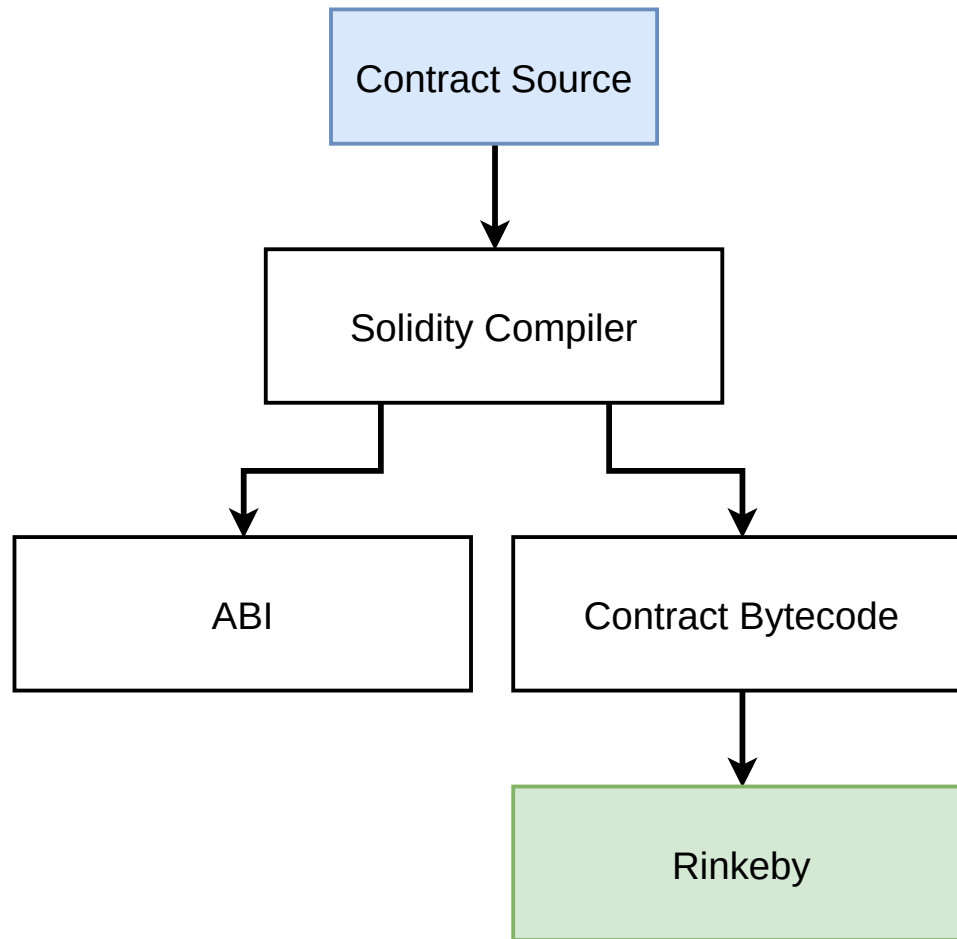 Contract Source
Solidity Compiler
ABI
Contract Bytecode
Rinkeby